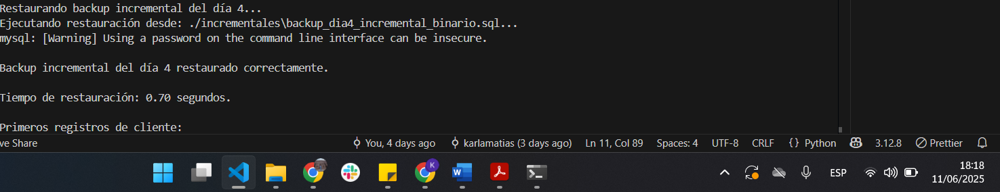 Restaurando backup incremental del día 4...
Ejecutando restauración desde: ./incrementales\backup_dia4_incremental_binario.sql...
mysql: [Warning] Using a password on the command line interface can be insecure.
Backup incremental del día 4 restaurado correctamente.
Tiempo de restauración: 0.70 segundos.
Primeros registros de cliente:
ve Share You, 4 days ago karlamatias (3 days ago) Ln 11, Col 89 Spaces: 4 UTF-8 CRLF {} Python 3.12.8 Prettier
K
W
ESP
18:18
11/06/2025